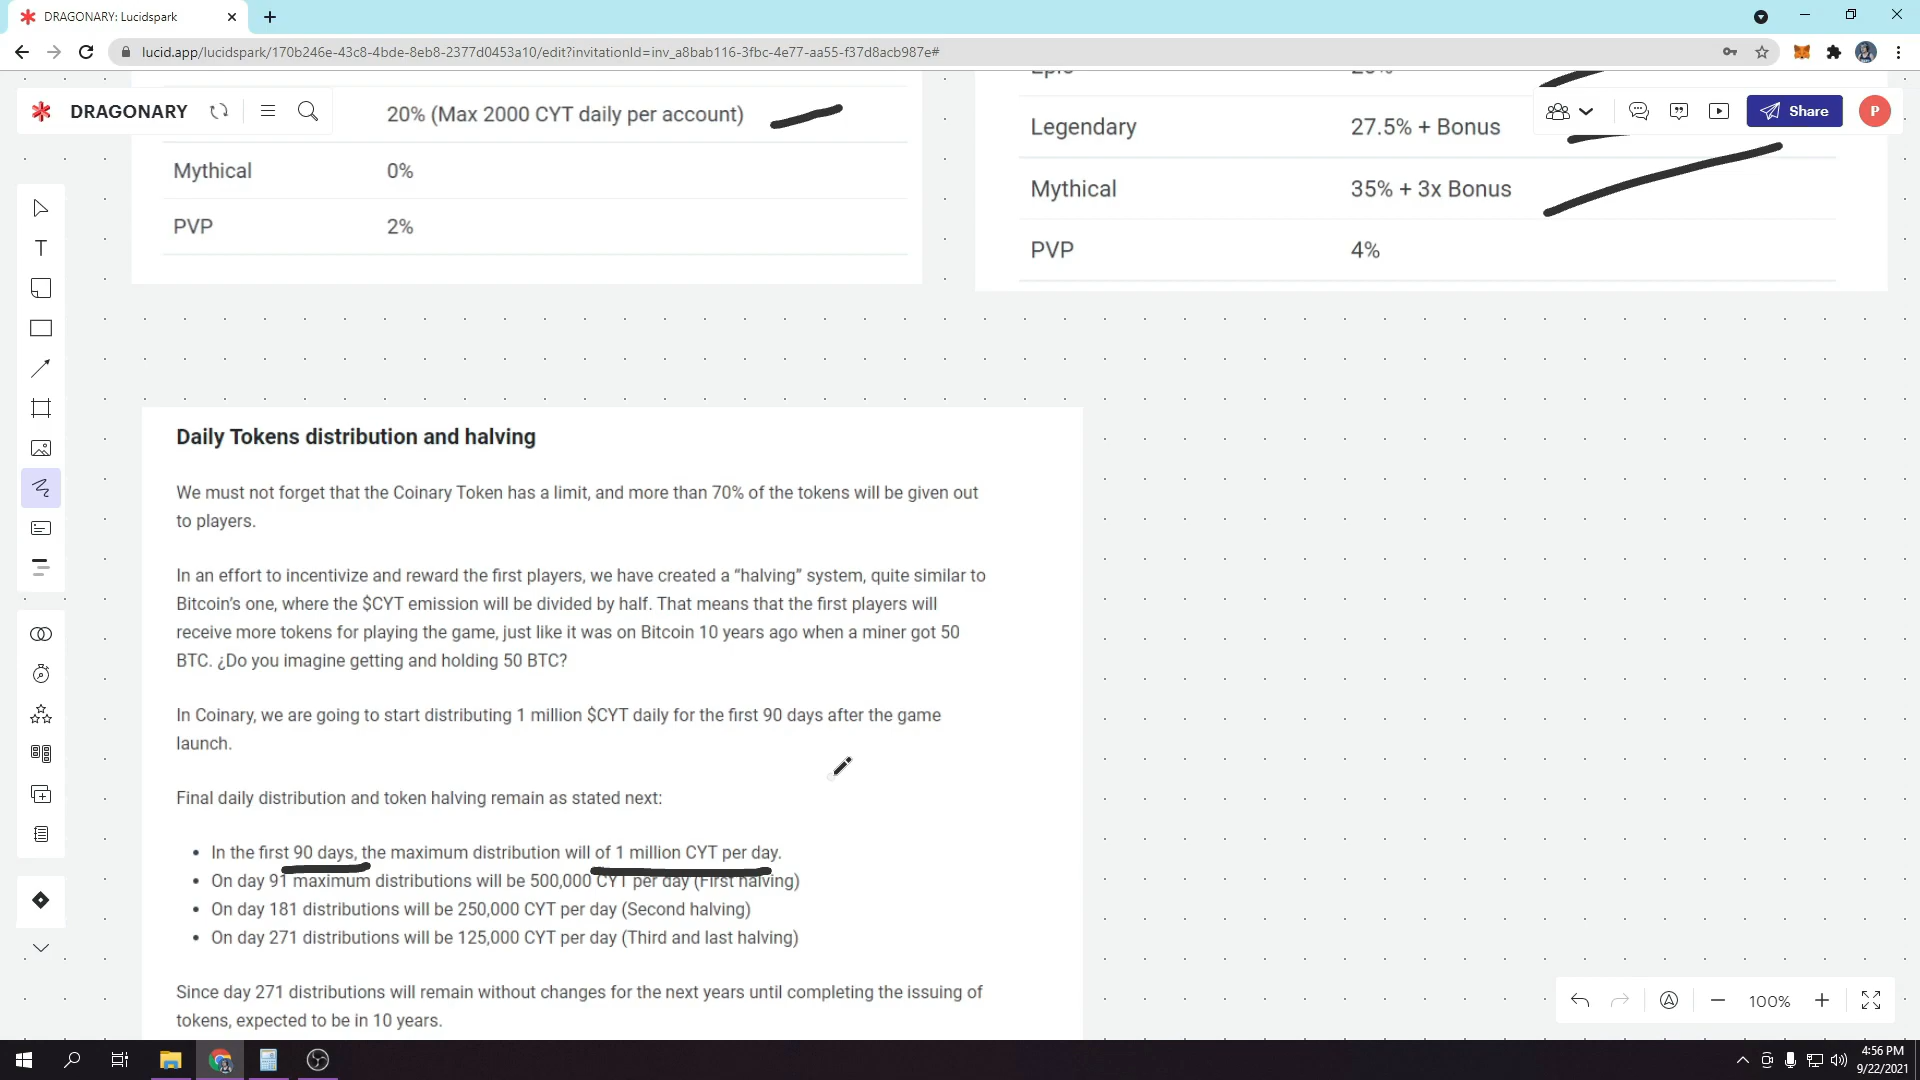 DRAGONARY: Lucidspark
lucid.app/lucidspark/170b246e-43c8-4bde-8eb8-2377d0453a10/edit?invitationId=inv_a8bab116-3fbc-4e77-aa55-f37d8acb987e#
DRAGONARY
Share
P
20% (Max 2000 CYT daily per account)
Mythical 0%
PVP 2%
Legendary 27.5% + Bonus
Mythical 35% + 3x Bonus
PVP 4%
T
Daily Tokens distribution and halving
We must not forget that the Coinary Token has a limit, and more than 70% of the tokens will be given out
to players.
In an effort to incentivize and reward the first players, we have created a “halving” system, quite similar to
Bitcoin’s one, where the $CYT emission will be divided by half. That means that the first players will
receive more tokens for playing the game, just like it was on Bitcoin 10 years ago when a miner got 50
BTC. ¿Do you imagine getting and holding 50 BTC?
In Coinary, we are going to start distributing 1 million $CYT daily for the first 90 days after the game
launch.
Final daily distribution and token halving remain as stated next:
• In the first 90 days, the maximum distribution will of 1 million CYT per day.
• On day 91 maximum distributions will be 500,000 CYT per day (First halving)
• On day 181 distributions will be 250,000 CYT per day (Second halving)
• On day 271 distributions will be 125,000 CYT per day (Third and last halving)
Since day 271 distributions will remain without changes for the next years until completing the issuing of
tokens, expected to be in 10 years.
100%
4:56 PM
9/22/2021